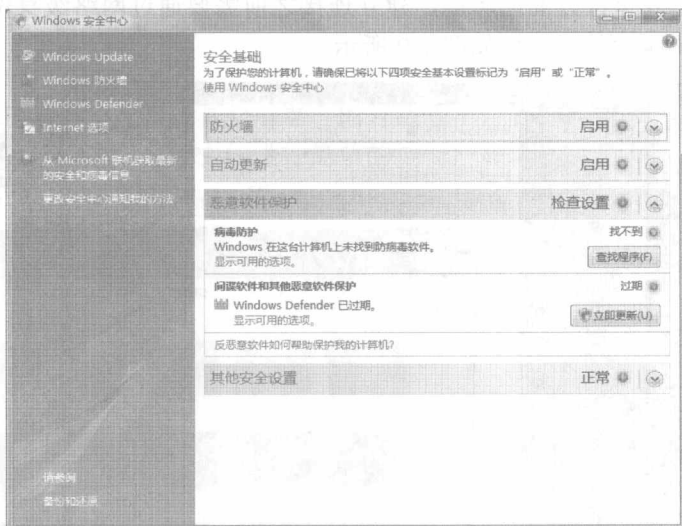 Windows 安全中心
Windows Update
Windows 防火墙
Windows Defender
Internet 选项
从 Microsoft 联机获取最新
的安全和病毒信息
更改安全中心通知我的方法
请参阅
备份和还原
安全基础
为了保护您的计算机，请确保已将以下四项安全基本设置标记为“启用”或“正常”。
使用 Windows 安全中心
防火墙 启用
自动更新 启用
恶意软件保护 检查设置
病毒防护 找不到
Windows 在这台计算机上未找到防病毒软件。
显示可用的选项。
查找程序(F)
间谍软件和其他恶意软件保护 过期
Windows Defender 已过期。
显示可用的选项。
立即更新(U)
反恶意软件如何帮助保护我的计算机?
其他安全设置 正常